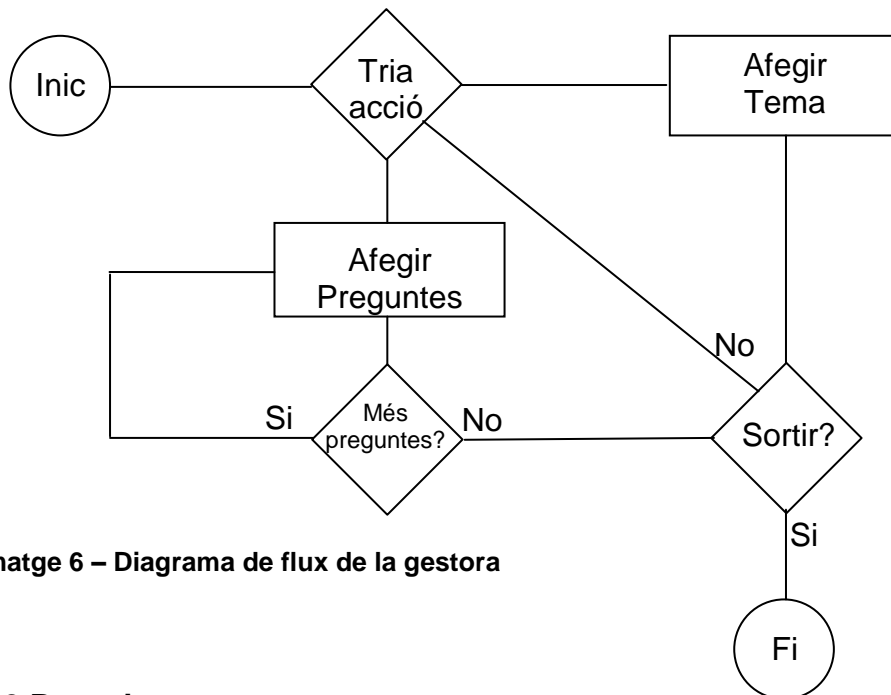 Inic
Tria
acció
Afegir
Tema
Afegir
Preguntes
No
Si
Més
preguntes?
No
Sortir?
Si
natge 6 – Diagrama de flux de la gestora
Fi